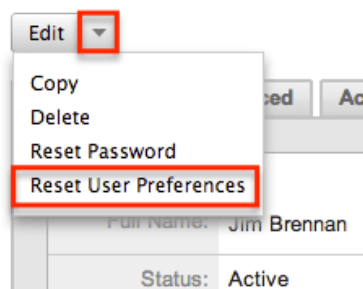 Edit
Copy
Delete
Reset Password
Reset User Preferences
Full Name: Jim Brennan
Status: Active